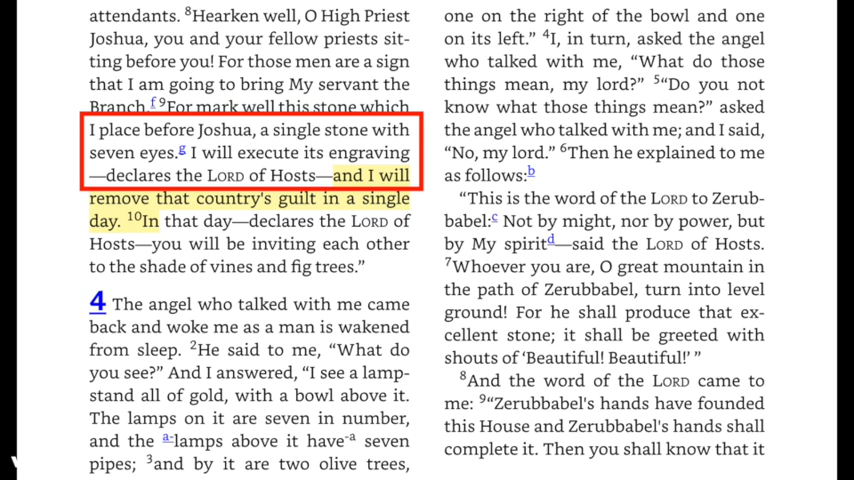 attendants. ⁸Hearken well, O High Priest
Joshua, you and your fellow priests sit-
ting before you! For those men are a sign
that I am going to bring My servant the
Branch.f ⁹For mark well this stone which
I place before Joshua, a single stone with
seven eyes.g I will execute its engraving
—declares the LORD of Hosts—and I will
remove that country's guilt in a single
day. ¹⁰In that day—declares the LORD of
Hosts—you will be inviting each other
to the shade of vines and fig trees.”
4 The angel who talked with me came
back and woke me as a man is wakened
from sleep. ²He said to me, “What do
you see?” And I answered, “I see a lamp-
stand all of gold, with a bowl above it.
The lamps on it are seven in number,
and the a-lamps above it have-a seven
pipes; ³and by it are two olive trees,
one on the right of the bowl and one
on its left.” ⁴I, in turn, asked the angel
who talked with me, “What do those
things mean, my lord?” ⁵“Do you not
know what those things mean?” asked
the angel who talked with me; and I said,
“No, my lord.” ⁶Then he explained to me
as follows:b
“This is the word of the LORD to Zerub-
babel:c Not by might, nor by power, but
by My spiritd—said the LORD of Hosts.
⁷Whoever you are, O great mountain in
the path of Zerubbabel, turn into level
ground! For he shall produce that ex-
cellent stone; it shall be greeted with
shouts of ‘Beautiful! Beautiful!’ ”
⁸And the word of the LORD came to
me: ⁹“Zerubbabel's hands have founded
this House and Zerubbabel's hands shall
complete it. Then you shall know that it